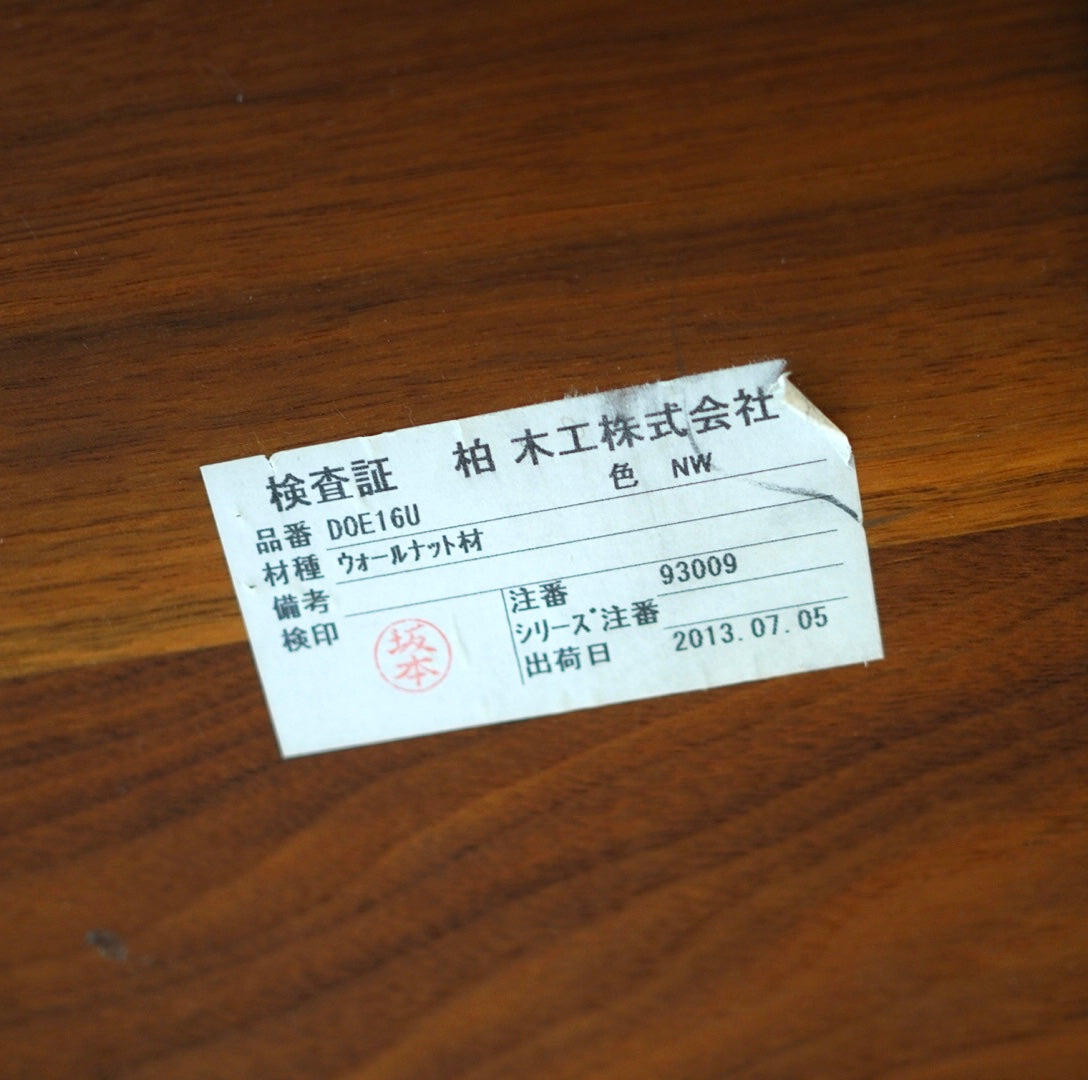 検査証 柏木工株式会社
品番 DOE16U 色 NW
材種 ウォールナット材
備考
検印 坂本
注番 93009
シリーズ注番
出荷日 2013.07.05